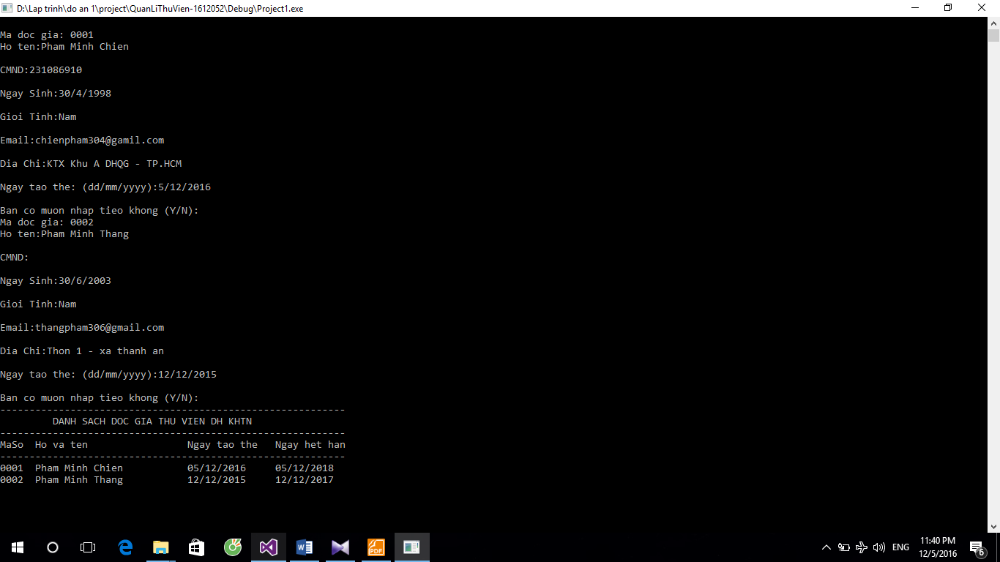 D:\Lap trinh\do an 1\project\QuanLiThuVien-1612052\Debug\Project1.exe
Ma doc gia: 0001
Ho ten:Pham Minh Chien
CMND:231086910
Ngay Sinh:30/4/1998
Gioi Tinh:Nam
Email:chienpham304@gamil.com
Dia Chi:KTX Khu A DHQG - TP.HCM
Ngay tao the: (dd/mm/yyyy):5/12/2016
Ban co muon nhap tieo khong (Y/N):
Ma doc gia: 0002
Ho ten:Pham Minh Thang
CMND:
Ngay Sinh:30/6/2003
Gioi Tinh:Nam
Email:thangpham306@gmail.com
Dia Chi:Thon 1 - xa thanh an
Ngay tao the: (dd/mm/yyyy):12/12/2015
Ban co muon nhap tieo khong (Y/N):
-----------------------------------------------------------
DANH SACH DOC GIA THU VIEN DH KHTN
-----------------------------------------------------------
MaSo  Ho va ten                 Ngay tao the   Ngay het han
-----------------------------------------------------------
0001  Pham Minh Chien           05/12/2016     05/12/2018
0002  Pham Minh Thang           12/12/2015     12/12/2017
PDF
ENG
11:40 PM
12/5/2016
6